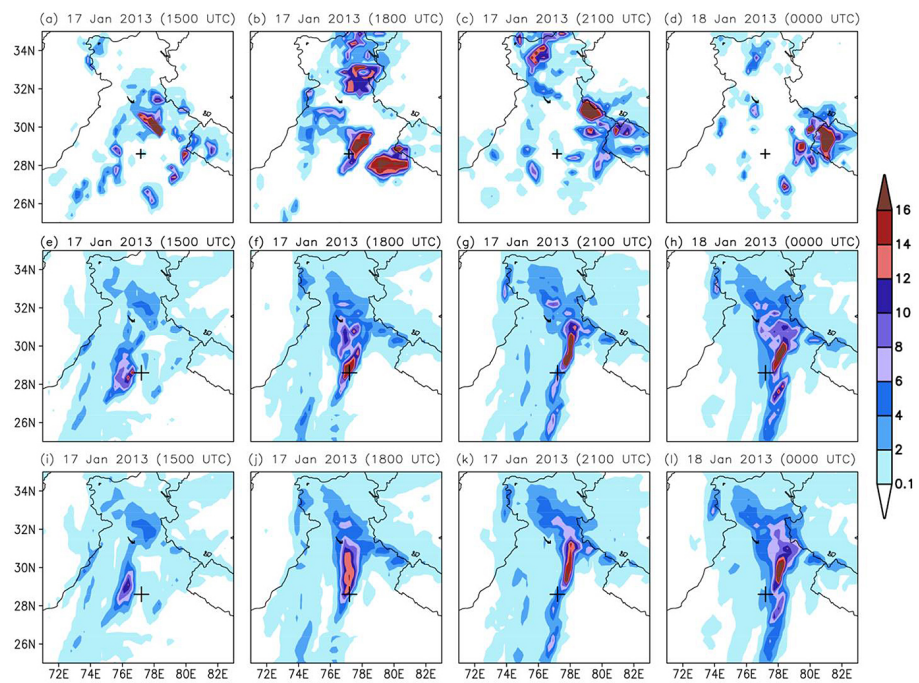 (a) 17 Jan 2013 (1500 UTC) (b) 17 Jan 2013 (1800 UTC) (c) 17 Jan 2013 (2100 UTC) (d) 18 Jan 2013 (0000 UTC)
34N
32N
30N
28N
26N
(e) 17 Jan 2013 (1500 UTC) (f) 17 Jan 2013 (1800 UTC) (g) 17 Jan 2013 (2100 UTC) (h) 18 Jan 2013 (0000 UTC)
34N
32N
30N
28N
26N
(i) 17 Jan 2013 (1500 UTC) (j) 17 Jan 2013 (1800 UTC) (k) 17 Jan 2013 (2100 UTC) (l) 18 Jan 2013 (0000 UTC)
34N
32N
30N
28N
26N
72E 74E 76E 78E 80E 82E 72E 74E 76E 78E 80E 82E 72E 74E 76E 78E 80E 82E 72E 74E 76E 78E 80E 82E
16
14
12
10
8
6
4
2
0.1